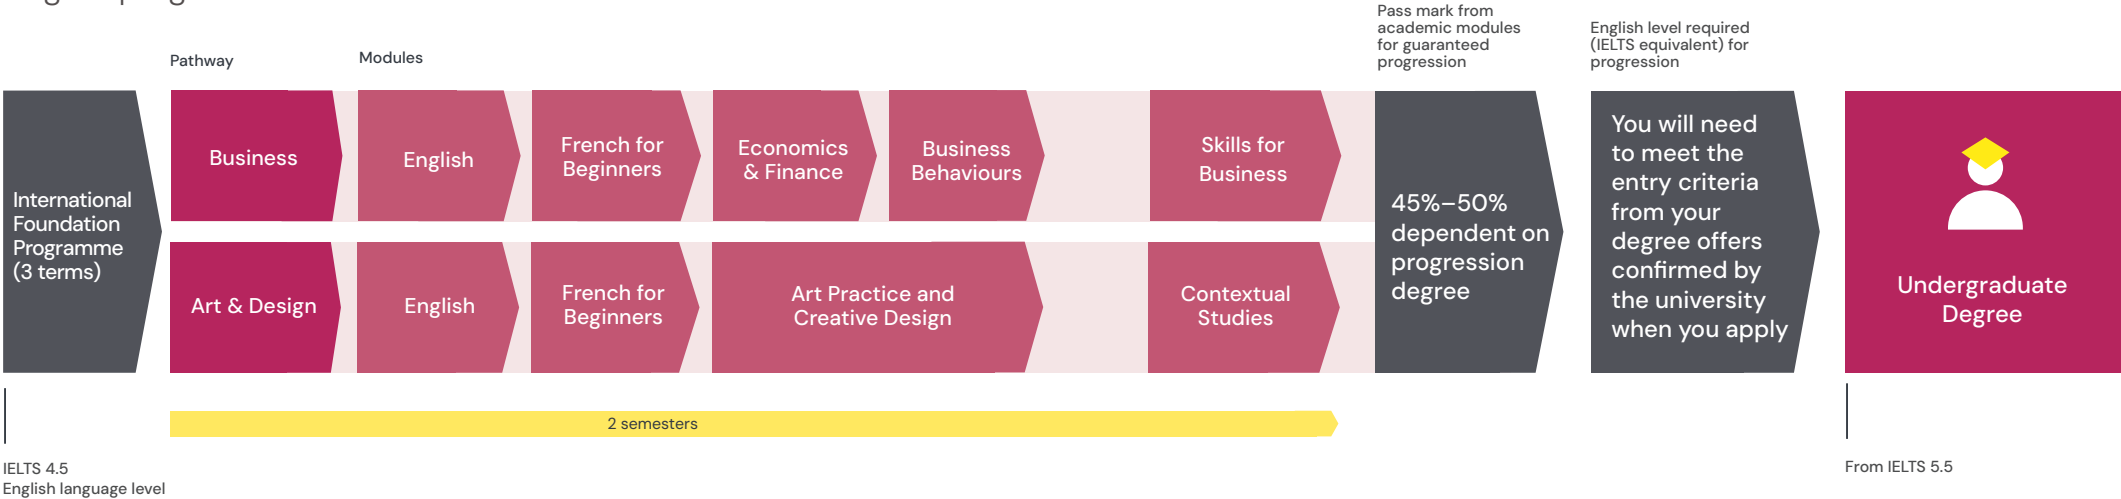 Pathway
Modules
Pass mark from
academic modules
for guaranteed
progression
English level required
(IELTS equivalent) for
progression
International
Foundation
Programme
(3 terms)
Business
English
French for
Beginners
Economics
& Finance
Business
Behaviours
Skills for
Business
Art & Design
English
French for
Beginners
Art Practice and
Creative Design
Contextual
Studies
45%–50%
dependent on
progression
degree
You will need
to meet the
entry criteria
from your
degree offers
confirmed by
the university
when you apply
Undergraduate
Degree
2 semesters
IELTS 4.5
English language level
From IELTS 5.5